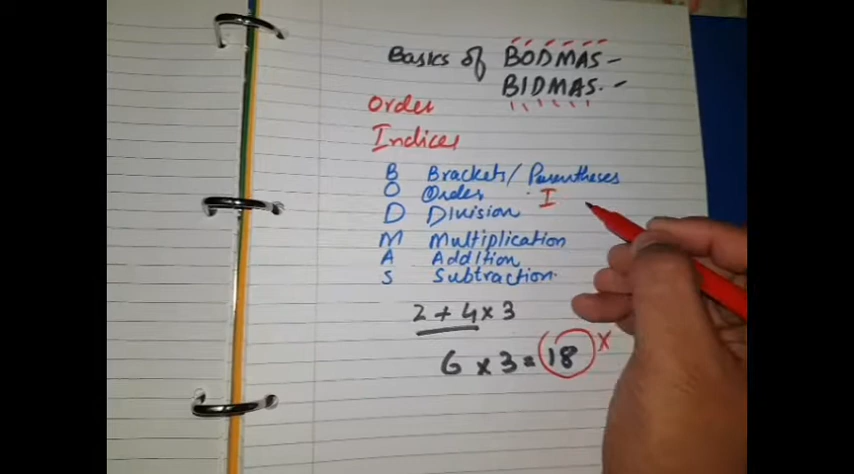 Basics of BODMAS -
BIDMAS. -
Order
Indices
B Brackets/ Parentheses
O Order I
D Division
M Multiplication
A Addition
S Subtraction.
2 + 4 x 3
6 x 3 = 18 x